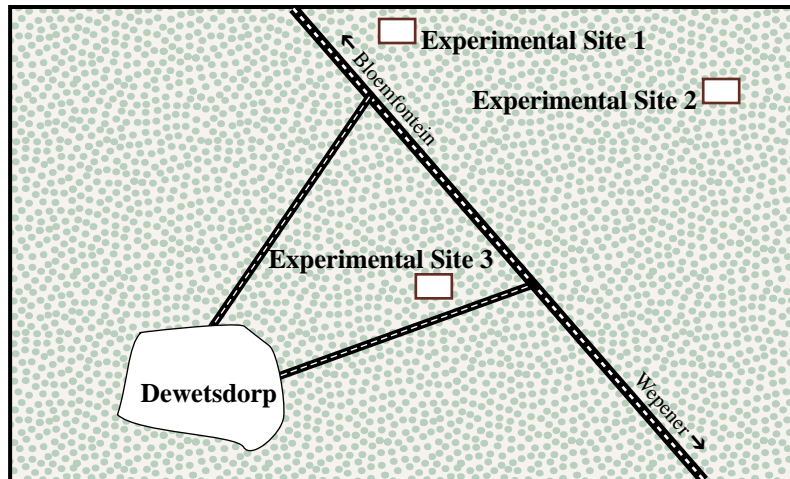 Experimental Site 1
← Bloemfontein
Experimental Site 2
Experimental Site 3
Dewetsdorp
Wepener →